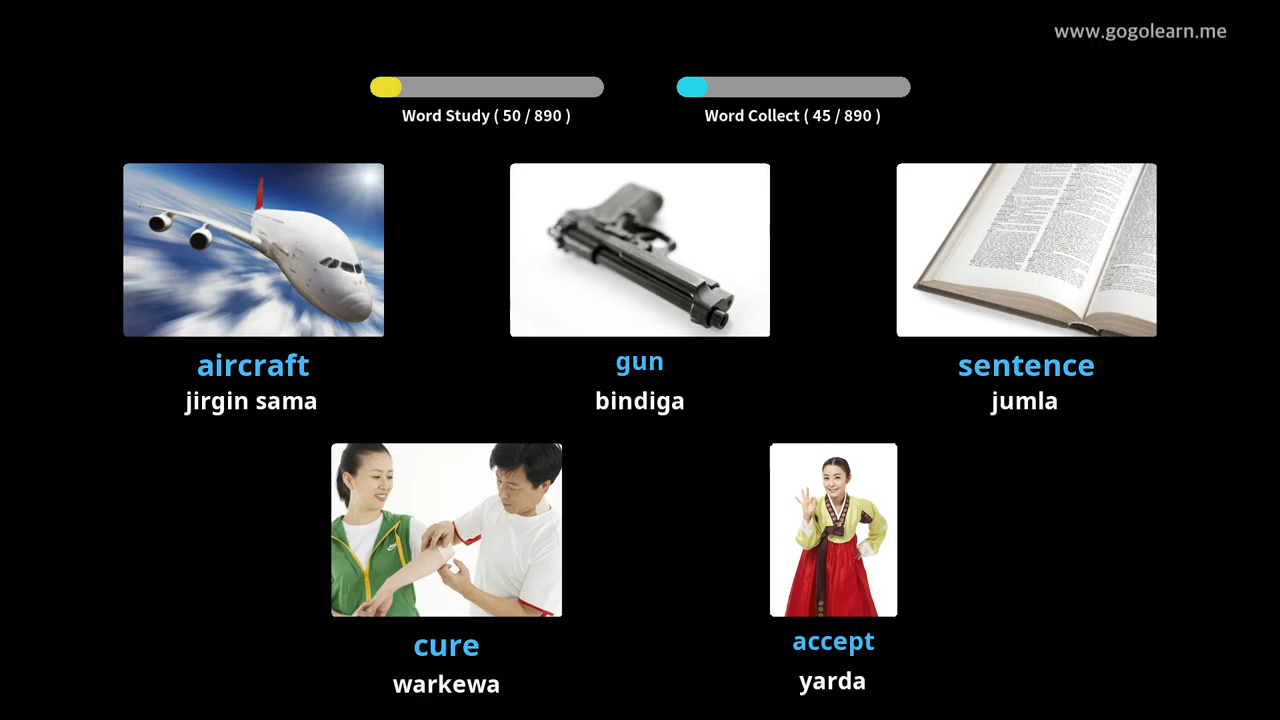 www.gogolearn.me
Word Study ( 50 / 890 )
Word Collect ( 45 / 890 )
aircraft
jirgin sama
gun
bindiga
sentence
jumla
cure
warkewa
accept
yarda